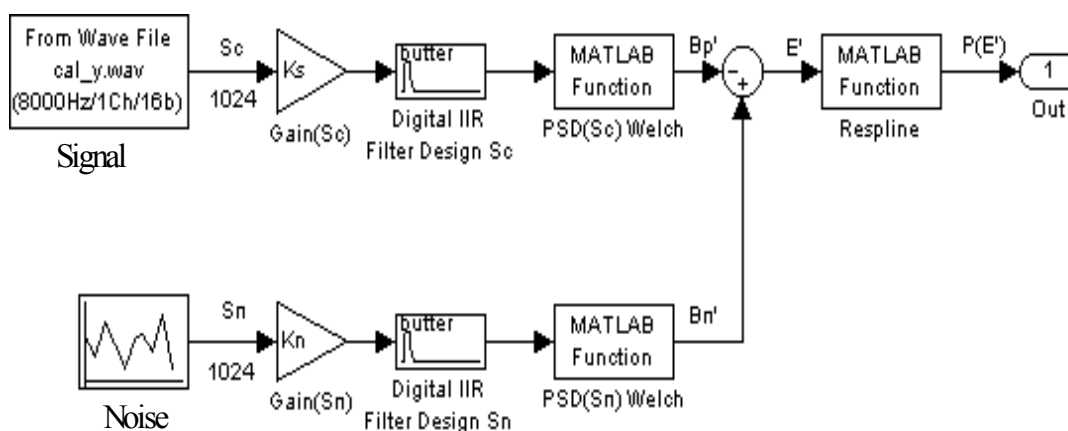 From Wave File
cal_y.wav
(8000Hz/1Ch/16b)
Signal
Sc
1024
Ks
Gain(Sc)
butter
Digital IIR
Filter Design Sc
MATLAB
Function
PSD(Sc) Welch
Bp'
−
+
E'
MATLAB
Function
Respline
P(E')
1
Out
Noise
Sn
1024
Kn
Gain(Sn)
butter
Digital IIR
Filter Design Sn
MATLAB
Function
PSD(Sn) Welch
Bn'